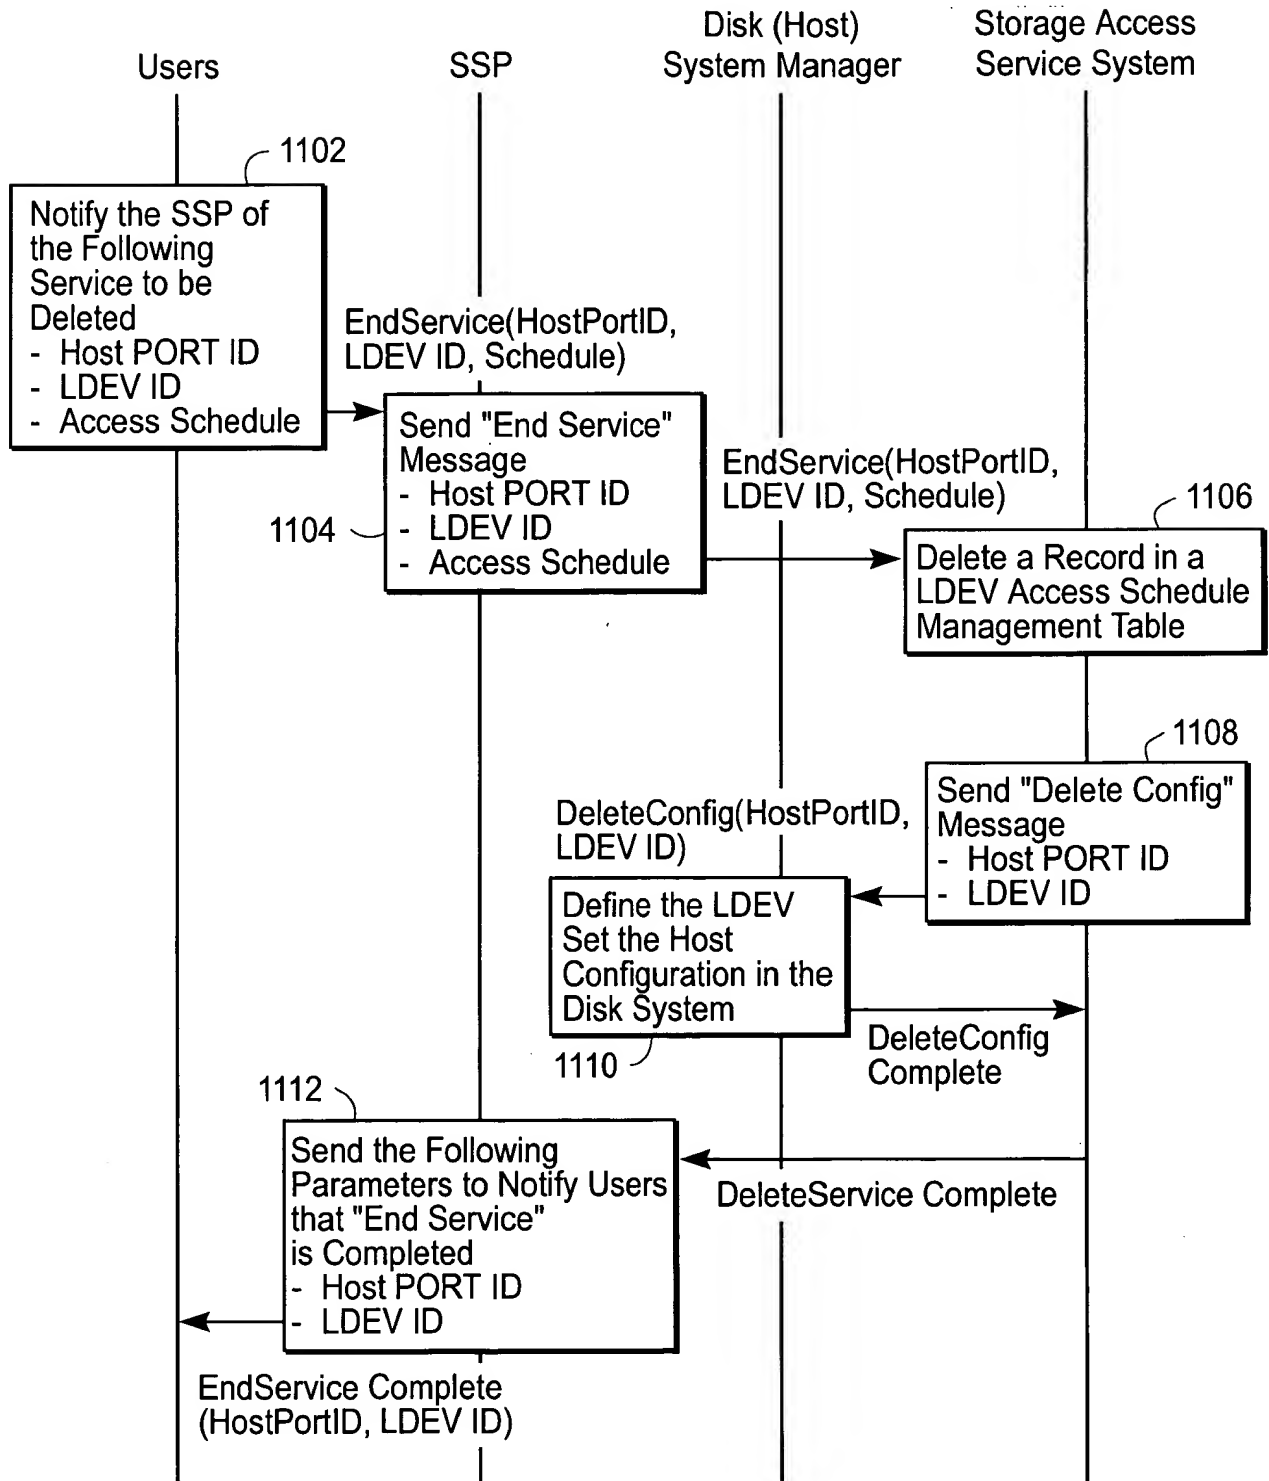 Users
SSP
Disk (Host)
System Manager
Storage Access
Service System
1102
Notify the SSP of
the Following
Service to be
Deleted
- Host PORT ID
- LDEV ID
- Access Schedule
EndService(HostPortID,
LDEV ID, Schedule)
Send "End Service"
Message
- Host PORT ID
- LDEV ID
- Access Schedule
1104
EndService(HostPortID,
LDEV ID, Schedule)
1106
Delete a Record in a
LDEV Access Schedule
Management Table
1108
Send "Delete Config"
Message
- Host PORT ID
- LDEV ID
DeleteConfig(HostPortID,
LDEV ID)
Define the LDEV
Set the Host
Configuration in the
Disk System
1110
DeleteConfig
Complete
1112
Send the Following
Parameters to Notify Users
that "End Service"
is Completed
- Host PORT ID
- LDEV ID
DeleteService Complete
EndService Complete
(HostPortID, LDEV ID)